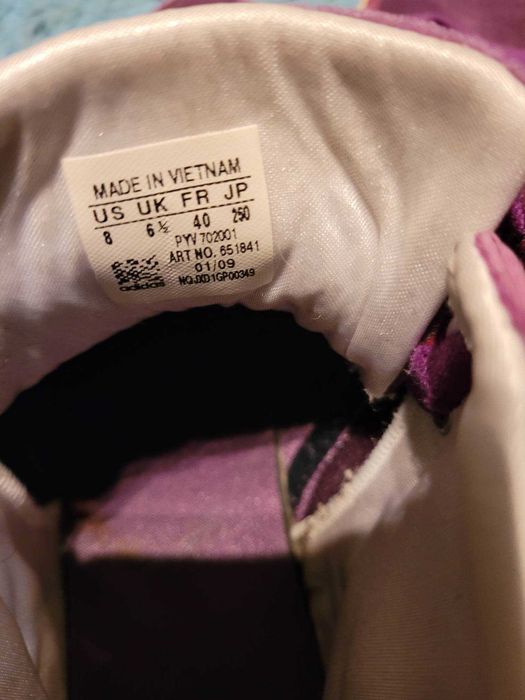 MADE IN VIETNAM
US UK FR JP
8 6½ 40 250
PYV 702001
ART NO. 651841
01/09
NQJXD1GP00349
adidas